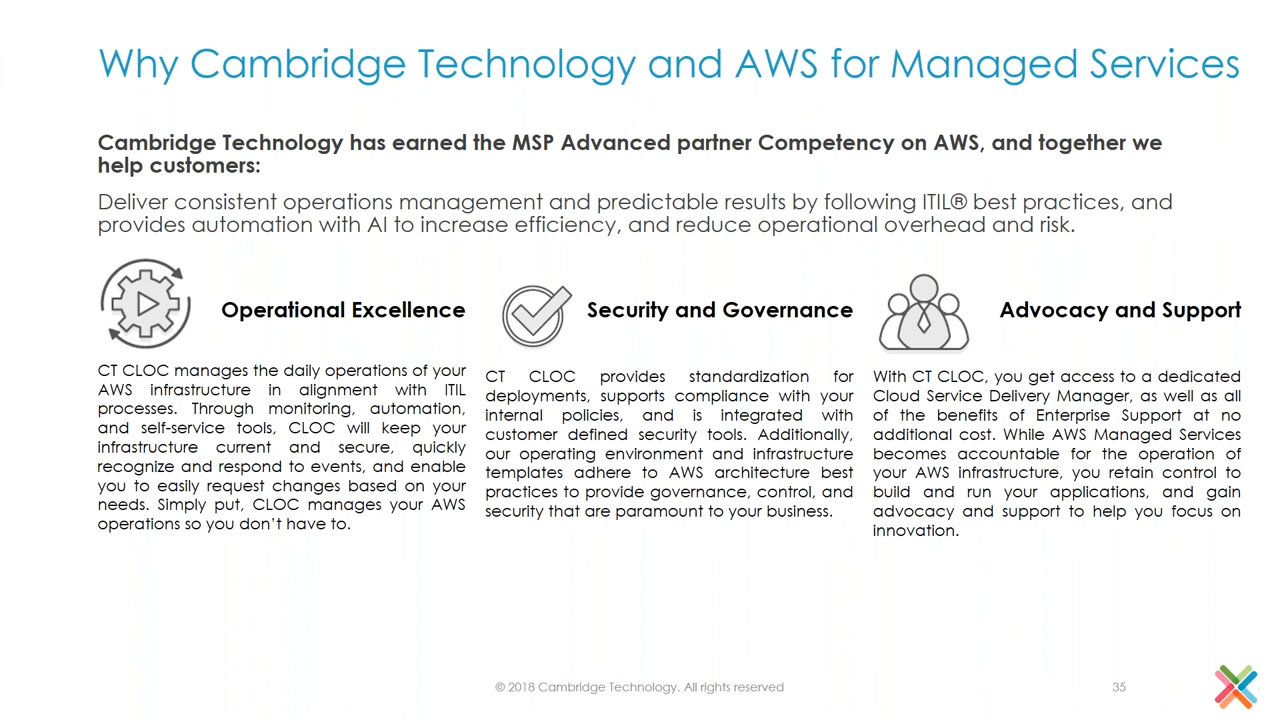 Why Cambridge Technology and AWS for Managed Services
Cambridge Technology has earned the MSP Advanced partner Competency on AWS, and together we
help customers:
Deliver consistent operations management and predictable results by following ITIL® best practices, and
provides automation with AI to increase efficiency, and reduce operational overhead and risk.
Operational Excellence
CT CLOC manages the daily operations of your
AWS infrastructure in alignment with ITIL
processes. Through monitoring, automation,
and self-service tools, CLOC will keep your
infrastructure current and secure, quickly
recognize and respond to events, and enable
you to easily request changes based on your
needs. Simply put, CLOC manages your AWS
operations so you don’t have to.
Security and Governance
CT CLOC provides standardization for
deployments, supports compliance with your
internal policies, and is integrated with
customer defined security tools. Additionally,
our operating environment and infrastructure
templates adhere to AWS architecture best
practices to provide governance, control, and
security that are paramount to your business.
Advocacy and Support
With CT CLOC, you get access to a dedicated
Cloud Service Delivery Manager, as well as all
of the benefits of Enterprise Support at no
additional cost. While AWS Managed Services
becomes accountable for the operation of
your AWS infrastructure, you retain control to
build and run your applications, and gain
advocacy and support to help you focus on
innovation.
© 2018 Cambridge Technology. All rights reserved
35